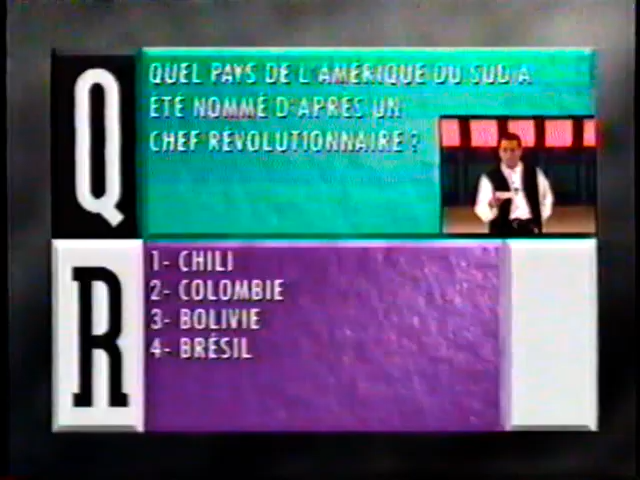 Q
QUEL PAYS DE L'AMÉRIQUE DU SUD A
ÉTÉ NOMMÉ D'APRÈS UN
CHEF RÉVOLUTIONNAIRE ?
R
1- CHILI
2- COLOMBIE
3- BOLIVIE
4- BRÉSIL